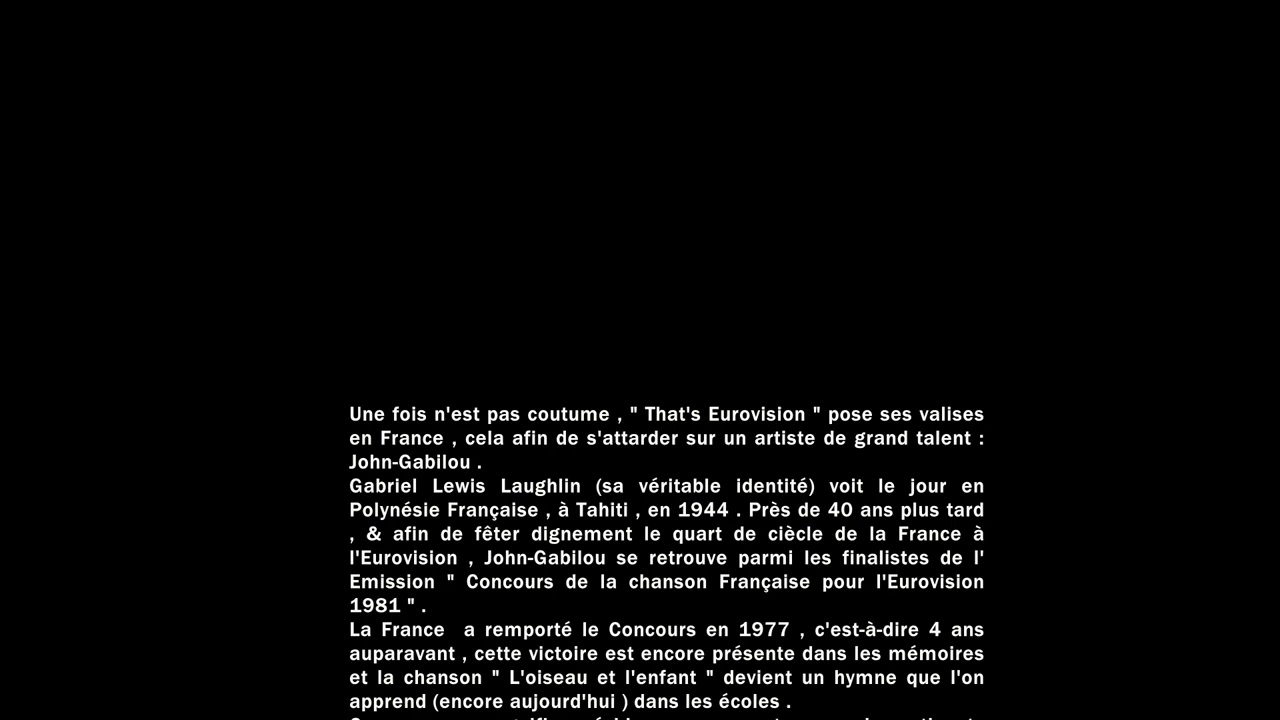 Une fois n'est pas coutume , " That's Eurovision " pose ses valises
en France , cela afin de s'attarder sur un artiste de grand talent :
John-Gabilou .
Gabriel Lewis Laughlin (sa véritable identité) voit le jour en
Polynésie Française , à Tahiti , en 1944 . Près de 40 ans plus tard
, & afin de fêter dignement le quart de ciècle de la France à
l'Eurovision , John-Gabilou se retrouve parmi les finalistes de l'
Emission " Concours de la chanson Française pour l'Eurovision
1981 " .
La France  a remporté le Concours en 1977 , c'est-à-dire 4 ans
auparavant , cette victoire est encore présente dans les mémoires
et la chanson " L'oiseau et l'enfant " devient un hymne que l'on
apprend (encore aujourd'hui ) dans les écoles .